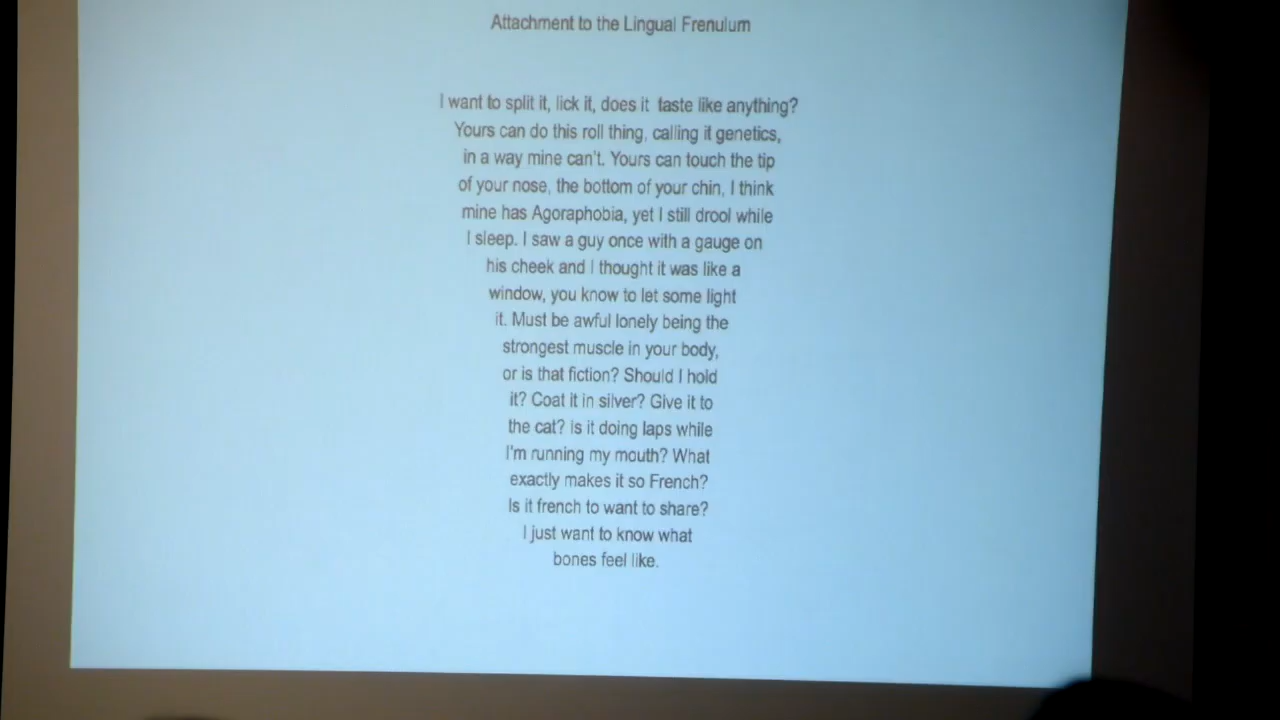 Attachment to the Lingual Frenulum
I want to split it, lick it, does it taste like anything?
Yours can do this roll thing, calling it genetics,
in a way mine can't. Yours can touch the tip
of your nose, the bottom of your chin, I think
mine has Agoraphobia, yet I still drool while
I sleep. I saw a guy once with a gauge on
his cheek and I thought it was like a
window, you know to let some light
it. Must be awful lonely being the
strongest muscle in your body,
or is that fiction? Should I hold
it? Coat it in silver? Give it to
the cat? Is it doing laps while
I'm running my mouth? What
exactly makes it so French?
Is it french to want to share?
I just want to know what
bones feel like.